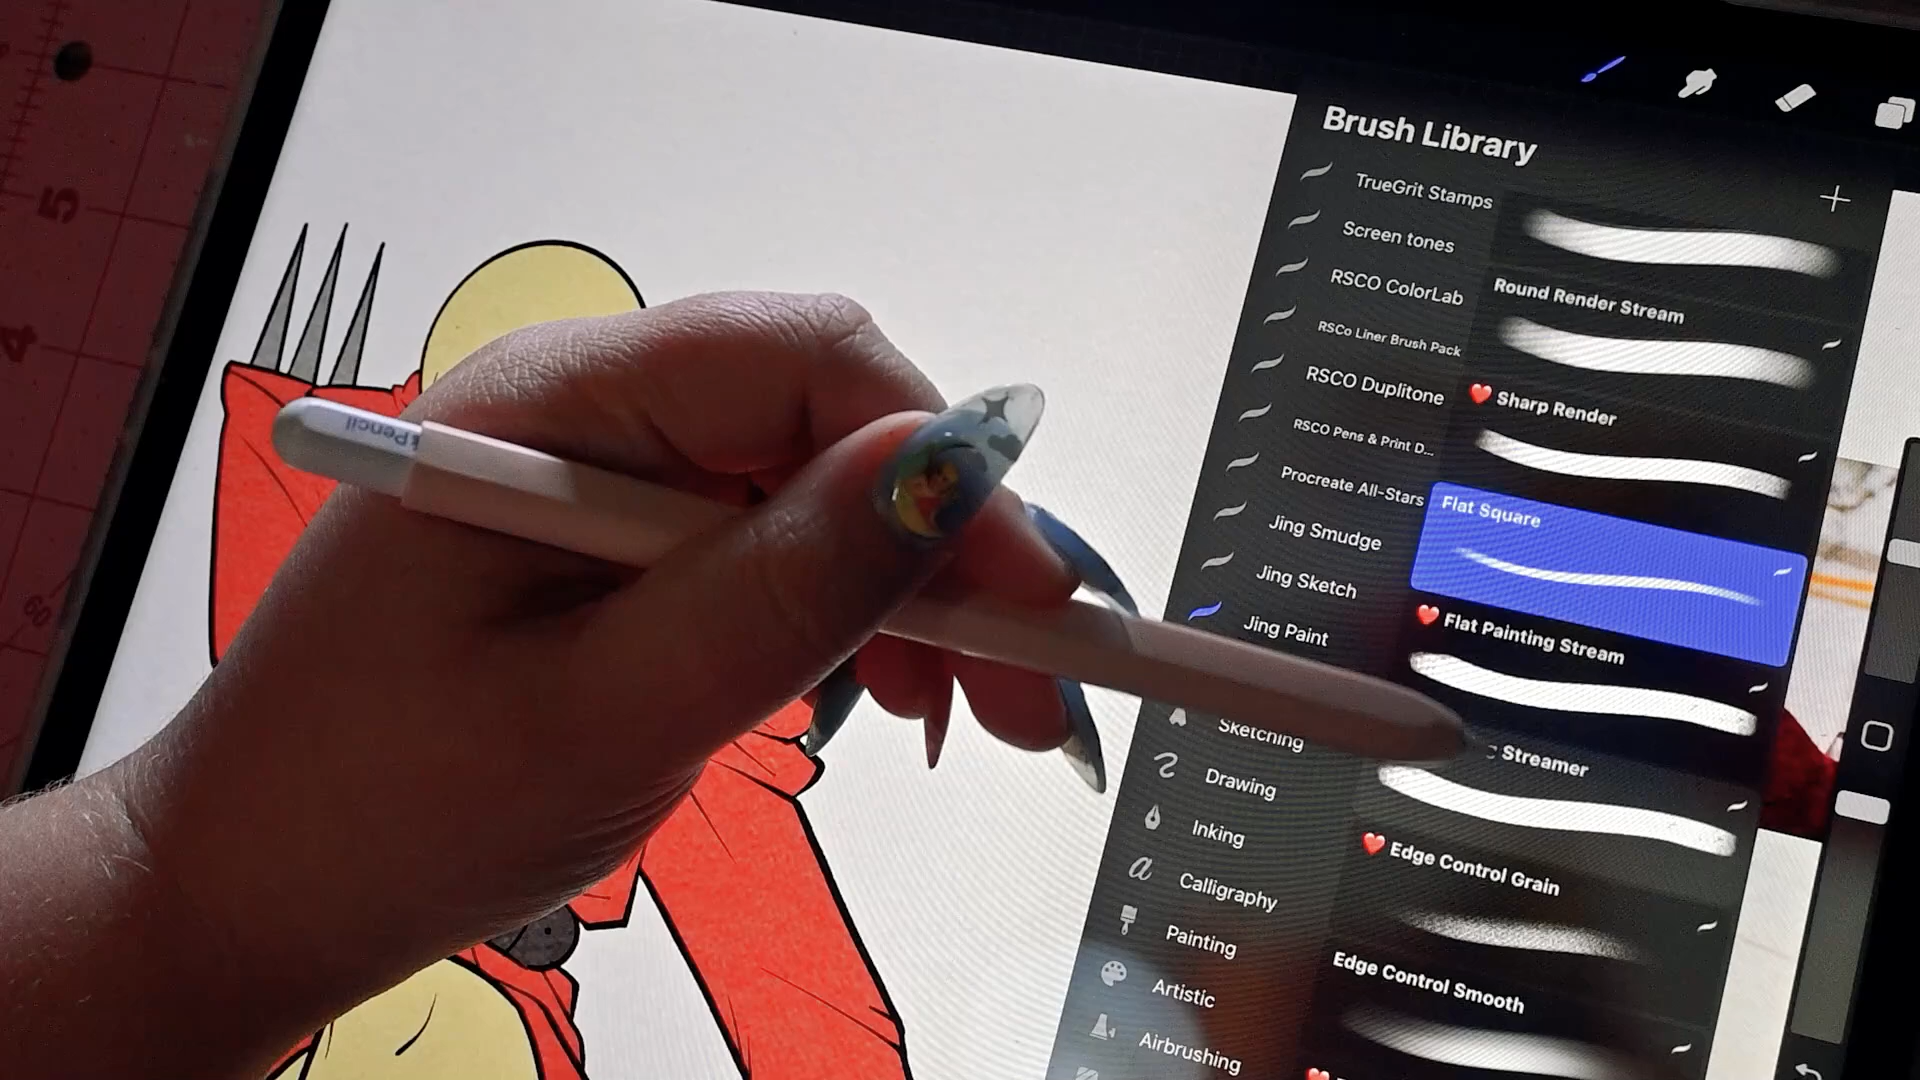 5
4
60
Pencil
Brush Library
TrueGrit Stamps
Screen tones
RSCO ColorLab
RSCo Liner Brush Pack
RSCO Duplitone
RSCO Pens & Print D...
Procreate All-Stars
Jing Smudge
Jing Sketch
Jing Paint
Sketching
Drawing
Inking
Calligraphy
Painting
Artistic
Airbrushing
Round Render Stream
Sharp Render
Flat Square
Flat Painting Stream
Streamer
Edge Control Grain
Edge Control Smooth